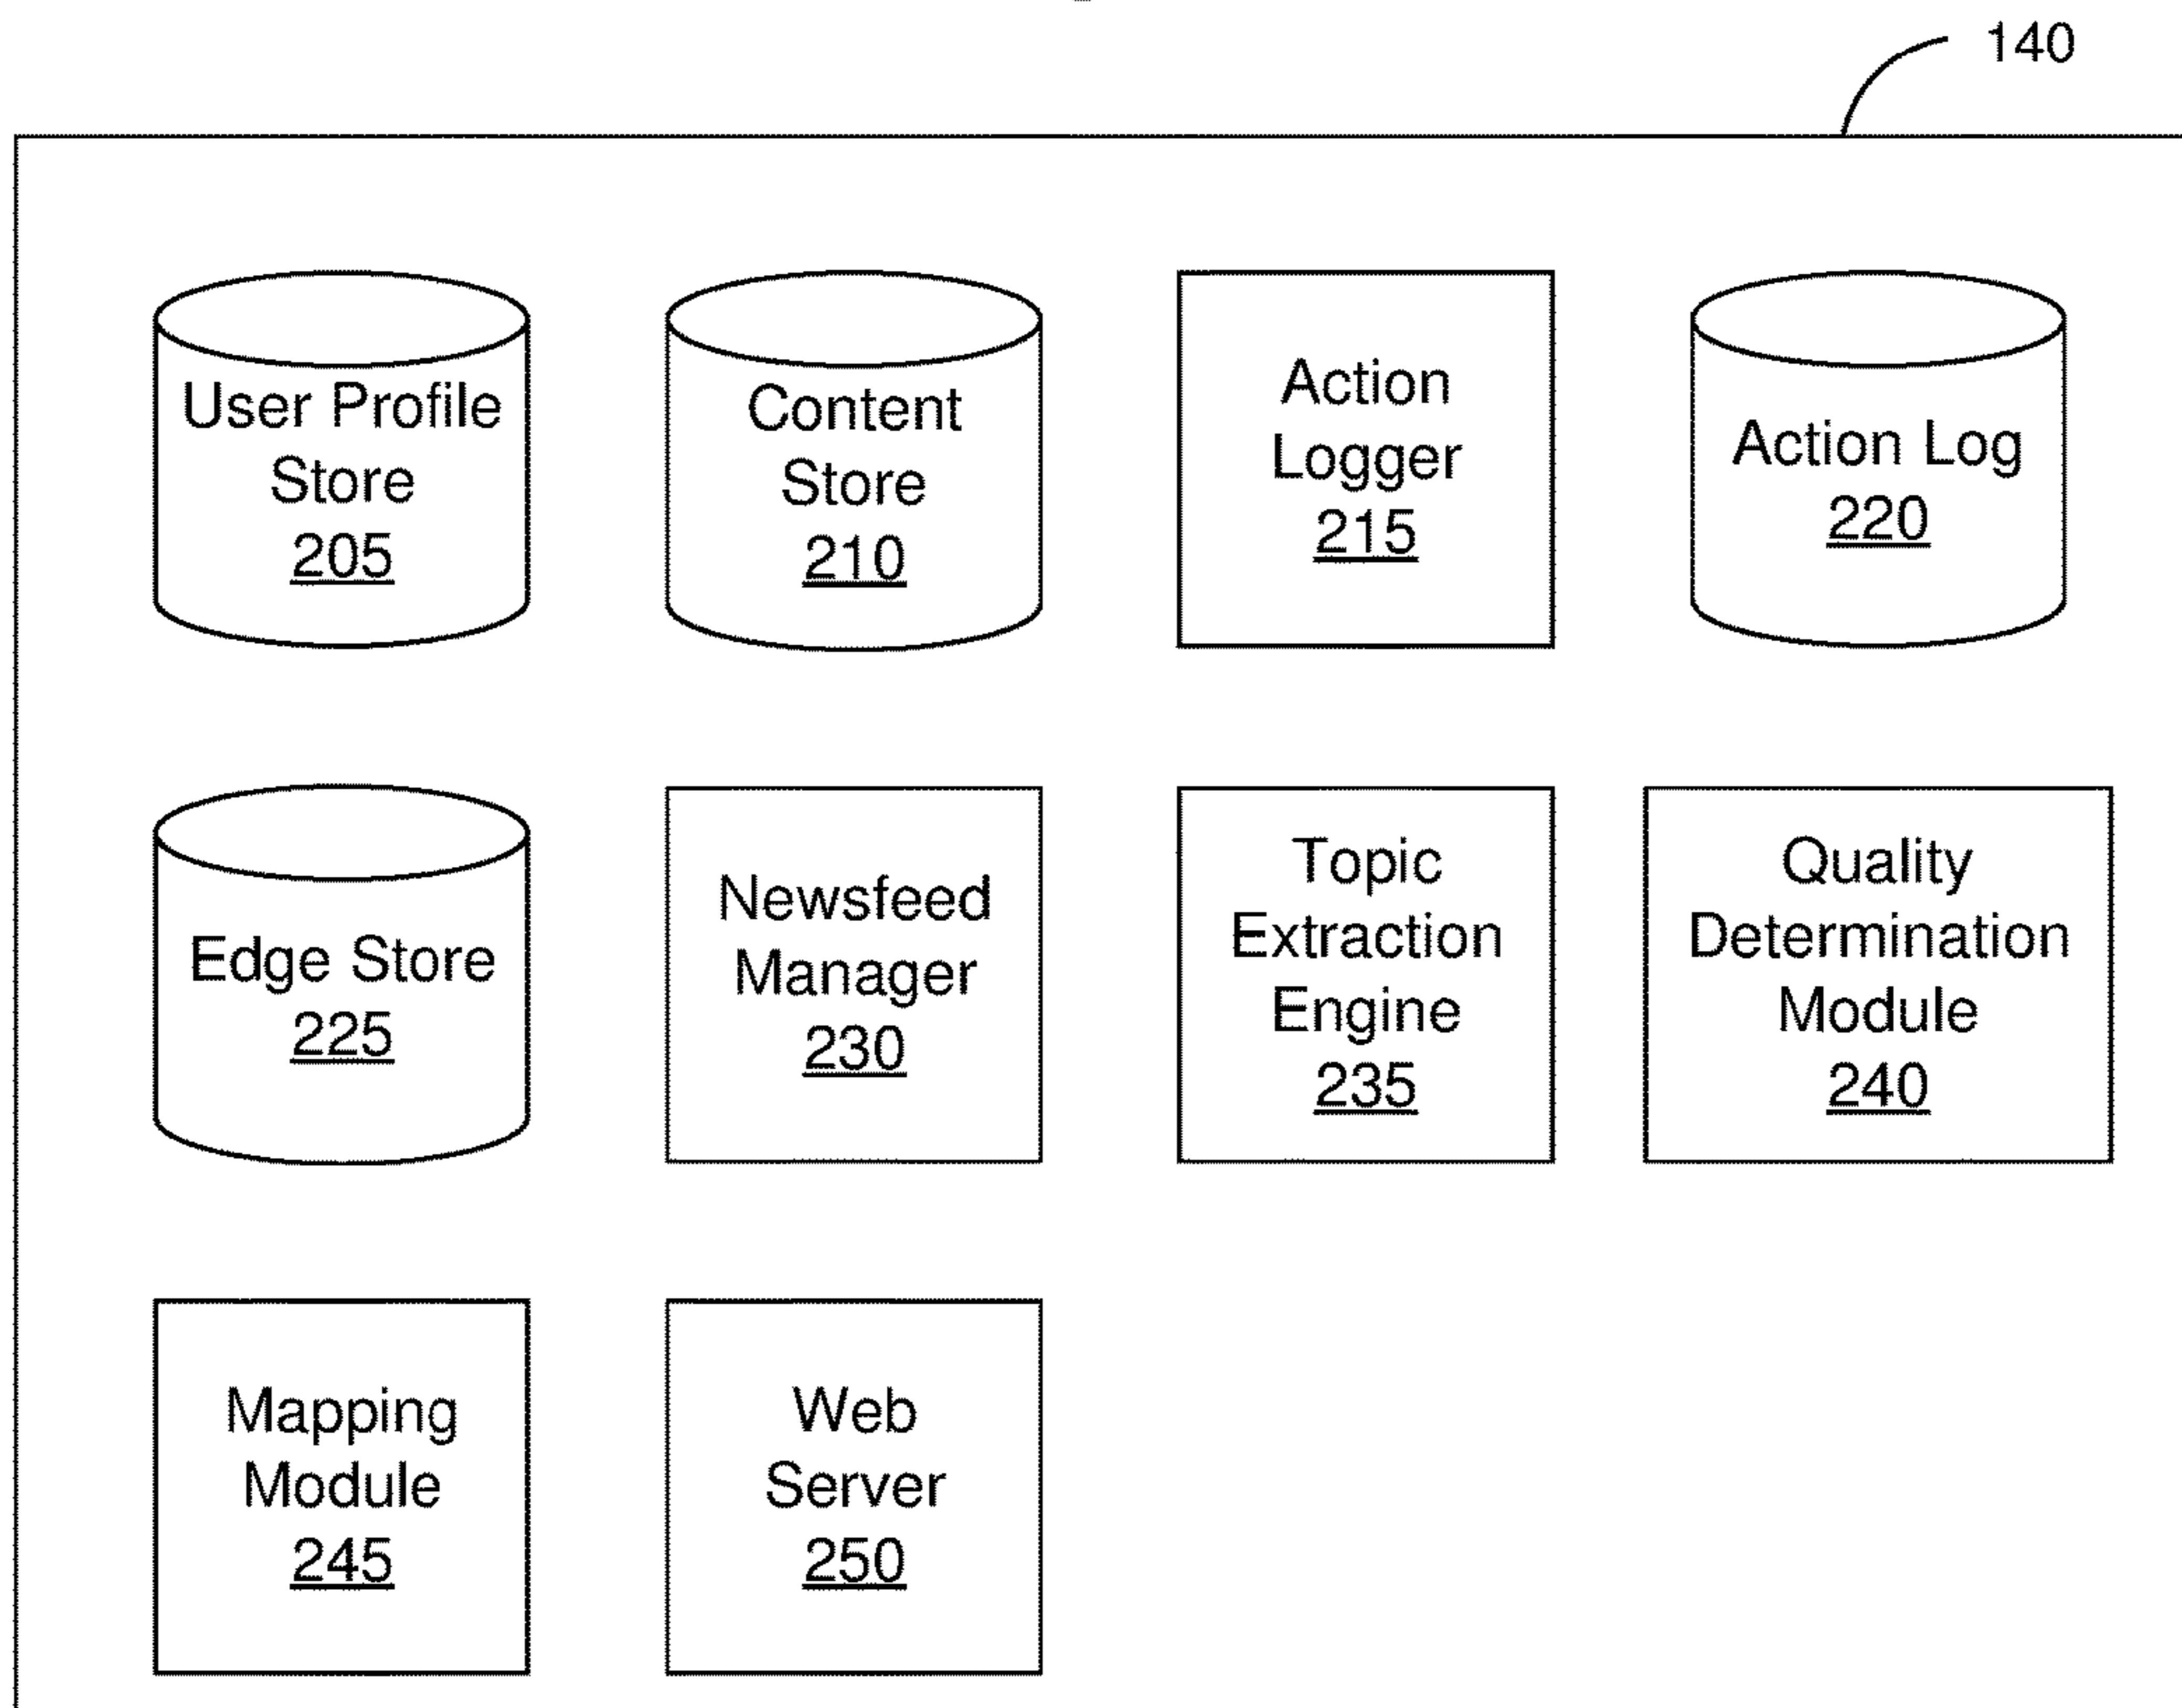 140
User Profile
Store
205
Content
Store
210
Action
Logger
215
Action Log
220
Edge Store
225
Newsfeed
Manager
230
Topic
Extraction
Engine
235
Quality
Determination
Module
240
Mapping
Module
245
Web
Server
250